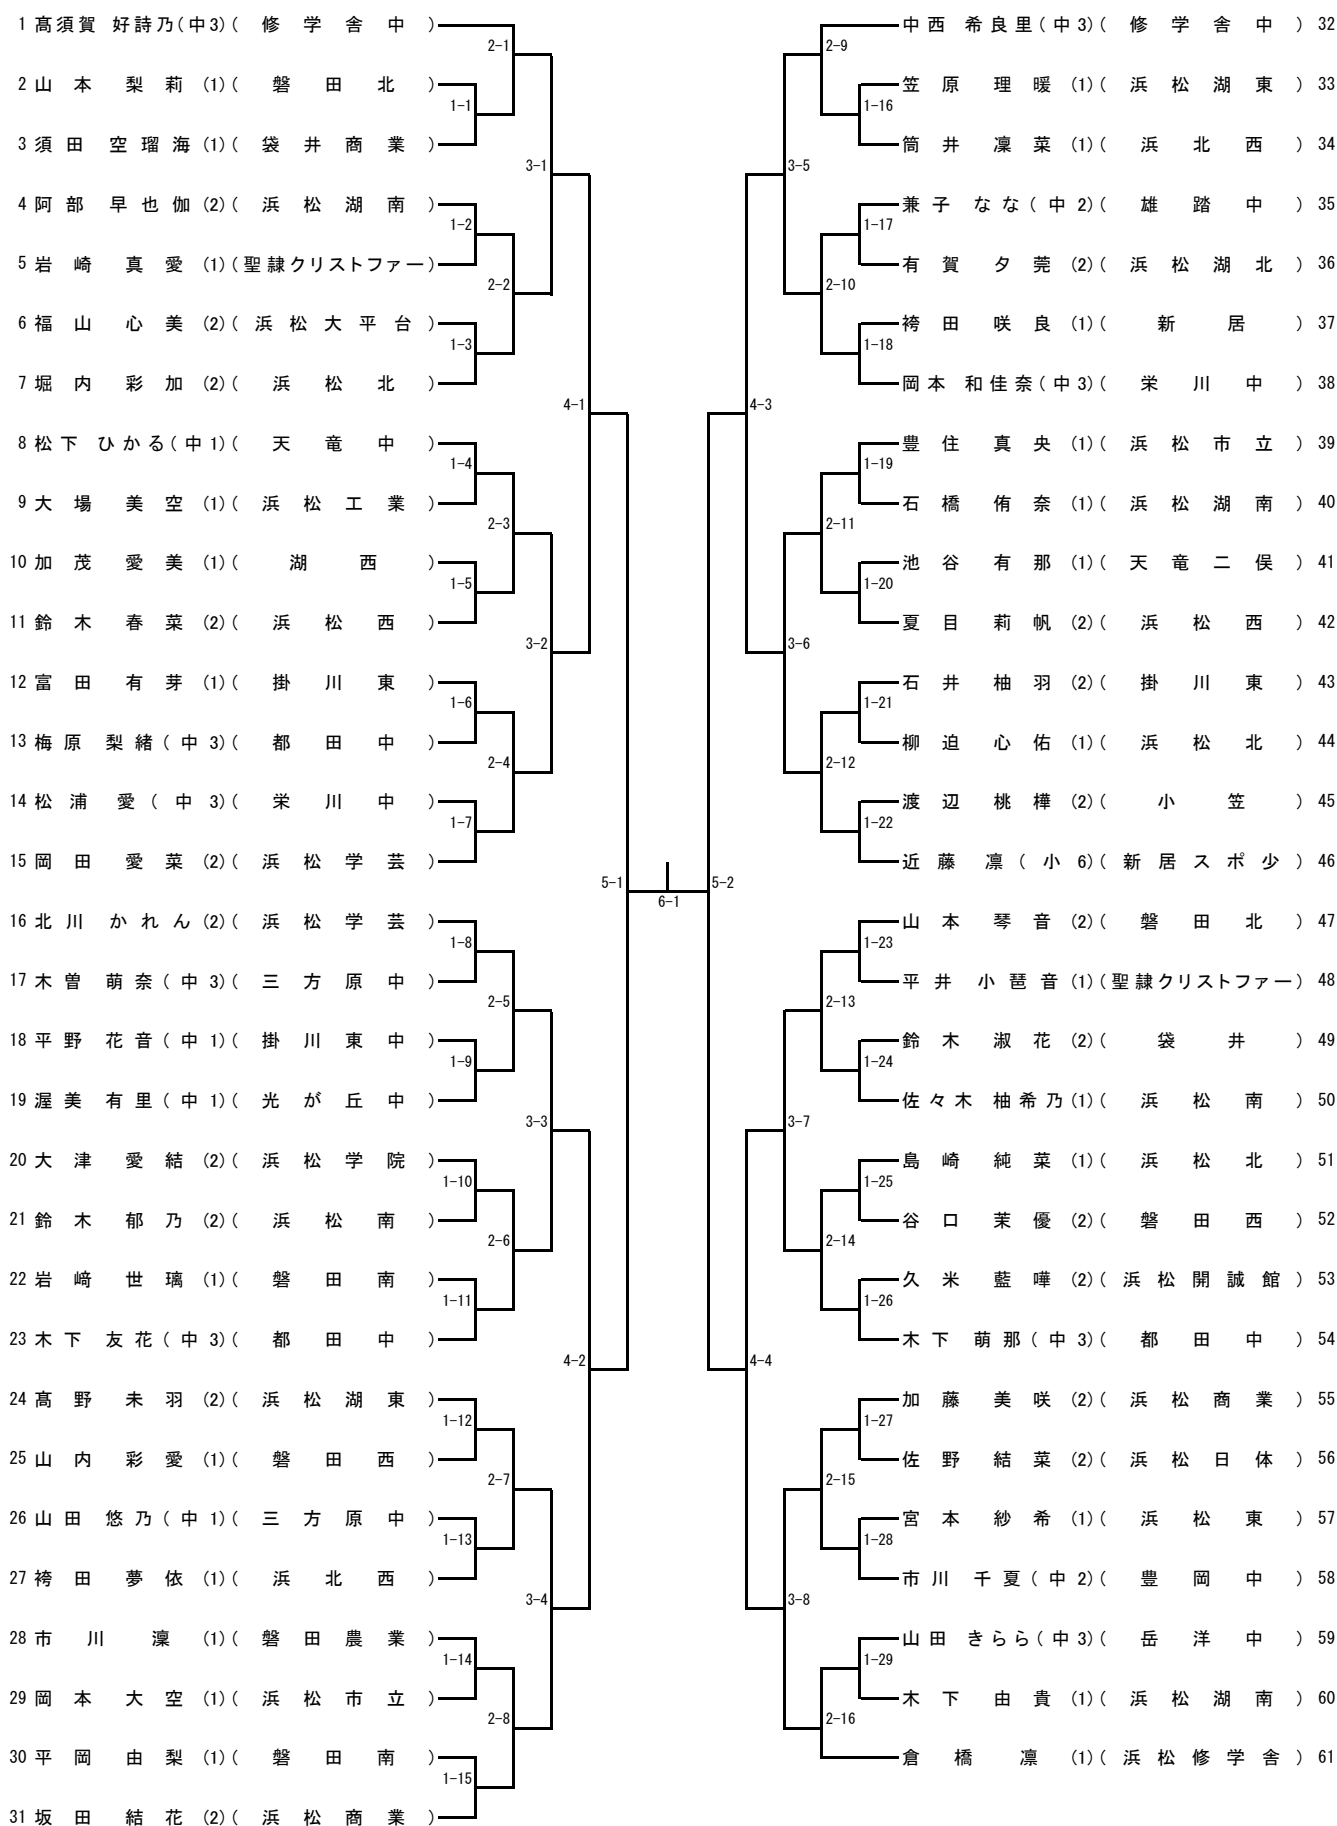 1 髙須賀 好詩乃(中3)( 修学舎中 )
2-1
2 山本 梨莉 (1)( 磐田北 )
1-1
3 須田 空瑠海(1)( 袋井商業 )
3-1
4 阿部 早也伽(2)( 浜松湖南 )
1-2
5 岩崎 真愛 (1)(聖隷クリストファー)
2-2
6 福山 心美 (2)( 浜松大平台 )
1-3
7 堀内 彩加 (2)( 浜松北 )
4-1
8 松下 ひかる(中1)( 天竜中 )
1-4
9 大場 美空 (1)( 浜松工業 )
2-3
10 加茂 愛美 (1)( 湖西 )
1-5
11 鈴木 春菜 (2)( 浜松西 )
3-2
12 富田 有芽 (1)( 掛川東 )
1-6
13 梅原 梨緒(中3)( 都田中 )
2-4
14 松浦 愛(中3)( 栄川中 )
1-7
15 岡田 愛菜 (2)( 浜松学芸 )
5-1
16 北川 かれん(2)( 浜松学芸 )
1-8
17 木曽 萌奈(中3)( 三方原中 )
2-5
18 平野 花音(中1)( 掛川東中 )
1-9
19 渥美 有里(中1)( 光が丘中 )
3-3
20 大津 愛結 (2)( 浜松学院 )
1-10
21 鈴木 郁乃 (2)( 浜松南 )
2-6
22 岩﨑 世璃 (1)( 磐田南 )
1-11
23 木下 友花(中3)( 都田中 )
4-2
24 髙野 未羽 (2)( 浜松湖東 )
1-12
25 山内 彩愛 (1)( 磐田西 )
2-7
26 山田 悠乃(中1)( 三方原中 )
1-13
27 袴田 夢依 (1)( 浜北西 )
3-4
28 市川 凜 (1)( 磐田農業 )
1-14
29 岡本 大空 (1)( 浜松市立 )
2-8
30 平岡 由梨 (1)( 磐田南 )
1-15
31 坂田 結花 (2)( 浜松商業 )
6-1
中西 希良里(中3)( 修学舎中 ) 32
2-9
笠原 理暖 (1)( 浜松湖東 ) 33
1-16
筒井 凜菜 (1)( 浜北西 ) 34
3-5
兼子 なな(中2)( 雄踏中 ) 35
1-17
有賀 夕莞 (2)( 浜松湖北 ) 36
2-10
袴田 咲良 (1)( 新居 ) 37
1-18
岡本 和佳奈(中3)( 栄川中 ) 38
4-3
豊住 真央 (1)( 浜松市立 ) 39
1-19
石橋 侑奈 (1)( 浜松湖南 ) 40
2-11
池谷 有那 (1)( 天竜二俣 ) 41
1-20
夏目 莉帆 (2)( 浜松西 ) 42
3-6
石井 柚羽 (2)( 掛川東 ) 43
1-21
柳迫 心佑 (1)( 浜松北 ) 44
2-12
渡辺 桃樺 (2)( 小笠 ) 45
1-22
近藤 凛(小6)( 新居スポ少 ) 46
5-2
山本 琴音 (2)( 磐田北 ) 47
1-23
平井 小琶音 (1)(聖隷クリストファー) 48
2-13
鈴木 淑花 (2)( 袋井 ) 49
1-24
佐々木 柚希乃(1)( 浜松南 ) 50
3-7
島崎 純菜 (1)( 浜松北 ) 51
1-25
谷口 茉優 (2)( 磐田西 ) 52
2-14
久米 藍嘩 (2)( 浜松開誠館 ) 53
1-26
木下 萌那(中3)( 都田中 ) 54
4-4
加藤 美咲 (2)( 浜松商業 ) 55
1-27
佐野 結菜 (2)( 浜松日体 ) 56
2-15
宮本 紗希 (1)( 浜松東 ) 57
1-28
市川 千夏(中2)( 豊岡中 ) 58
3-8
山田 きらら(中3)( 岳洋中 ) 59
1-29
木下 由貴 (1)( 浜松湖南 ) 60
2-16
倉橋 凛 (1)( 浜松修学舎 ) 61